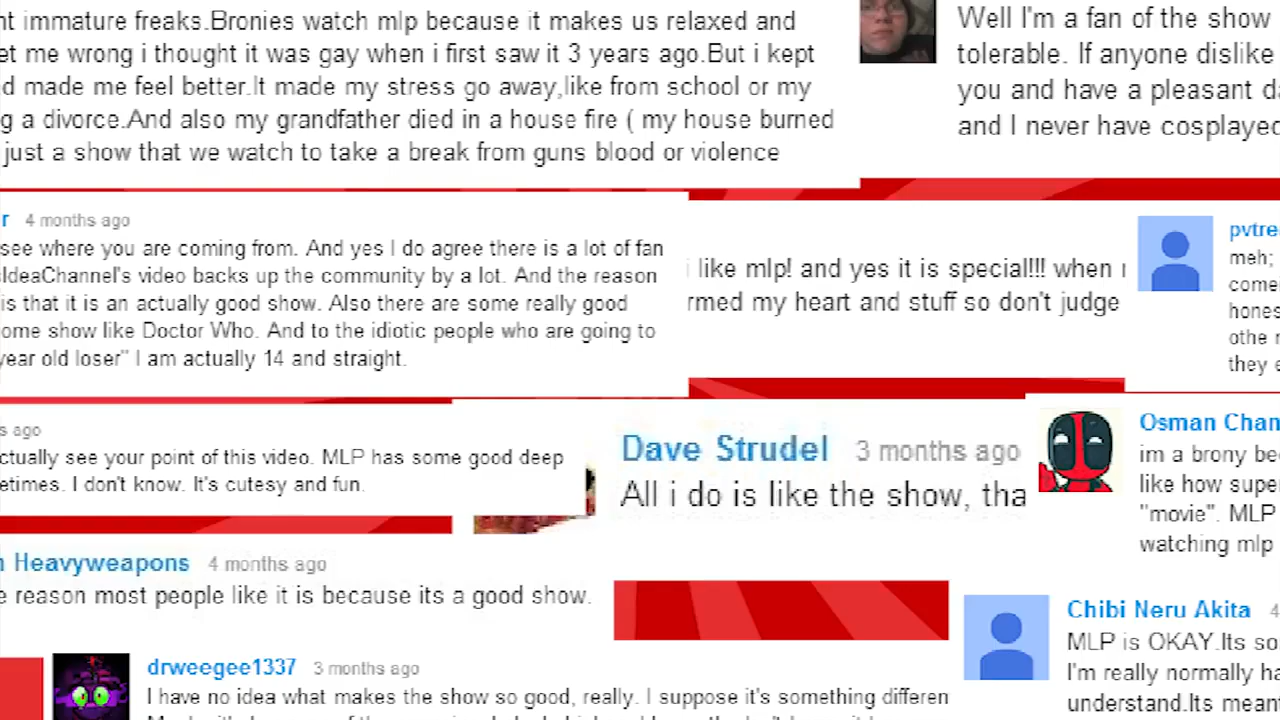 nt immature freaks.Bronies watch mlp because it makes us relaxed and
et me wrong i thought it was gay when i first saw it 3 years ago.But i kept
d made me feel better.It made my stress go away,like from school or my
g a divorce.And also my grandfather died in a house fire ( my house burned
just a show that we watch to take a break from guns blood or violence
Well I'm a fan of the show
tolerable. If anyone dislike
you and have a pleasant da
and I never have cosplayed
r 4 months ago
see where you are coming from. And yes I do agree there is a lot of fan
IdeaChannel's video backs up the community by a lot. And the reason
is that it is an actually good show. Also there are some really good
ome show like Doctor Who. And to the idiotic people who are going to
year old loser" I am actually 14 and straight.
i like mlp! and yes it is special!!! when
rmed my heart and stuff so don't judge
pvtre
meh;
come
hones
othe
they e
s ago
ctually see your point of this video. MLP has some good deep
etimes. I don't know. It's cutesy and fun.
Dave Strudel 3 months ago
All i do is like the show, tha
Osman Chan
im a brony be
like how supe
"movie". MLP
watching mlp
n Heavyweapons 4 months ago
e reason most people like it is because its a good show.
Chibi Neru Akita 4
MLP is OKAY.Its so
I'm really normally ha
understand.Its mean
drweegee1337 3 months ago
I have no idea what makes the show so good, really. I suppose it's something differen